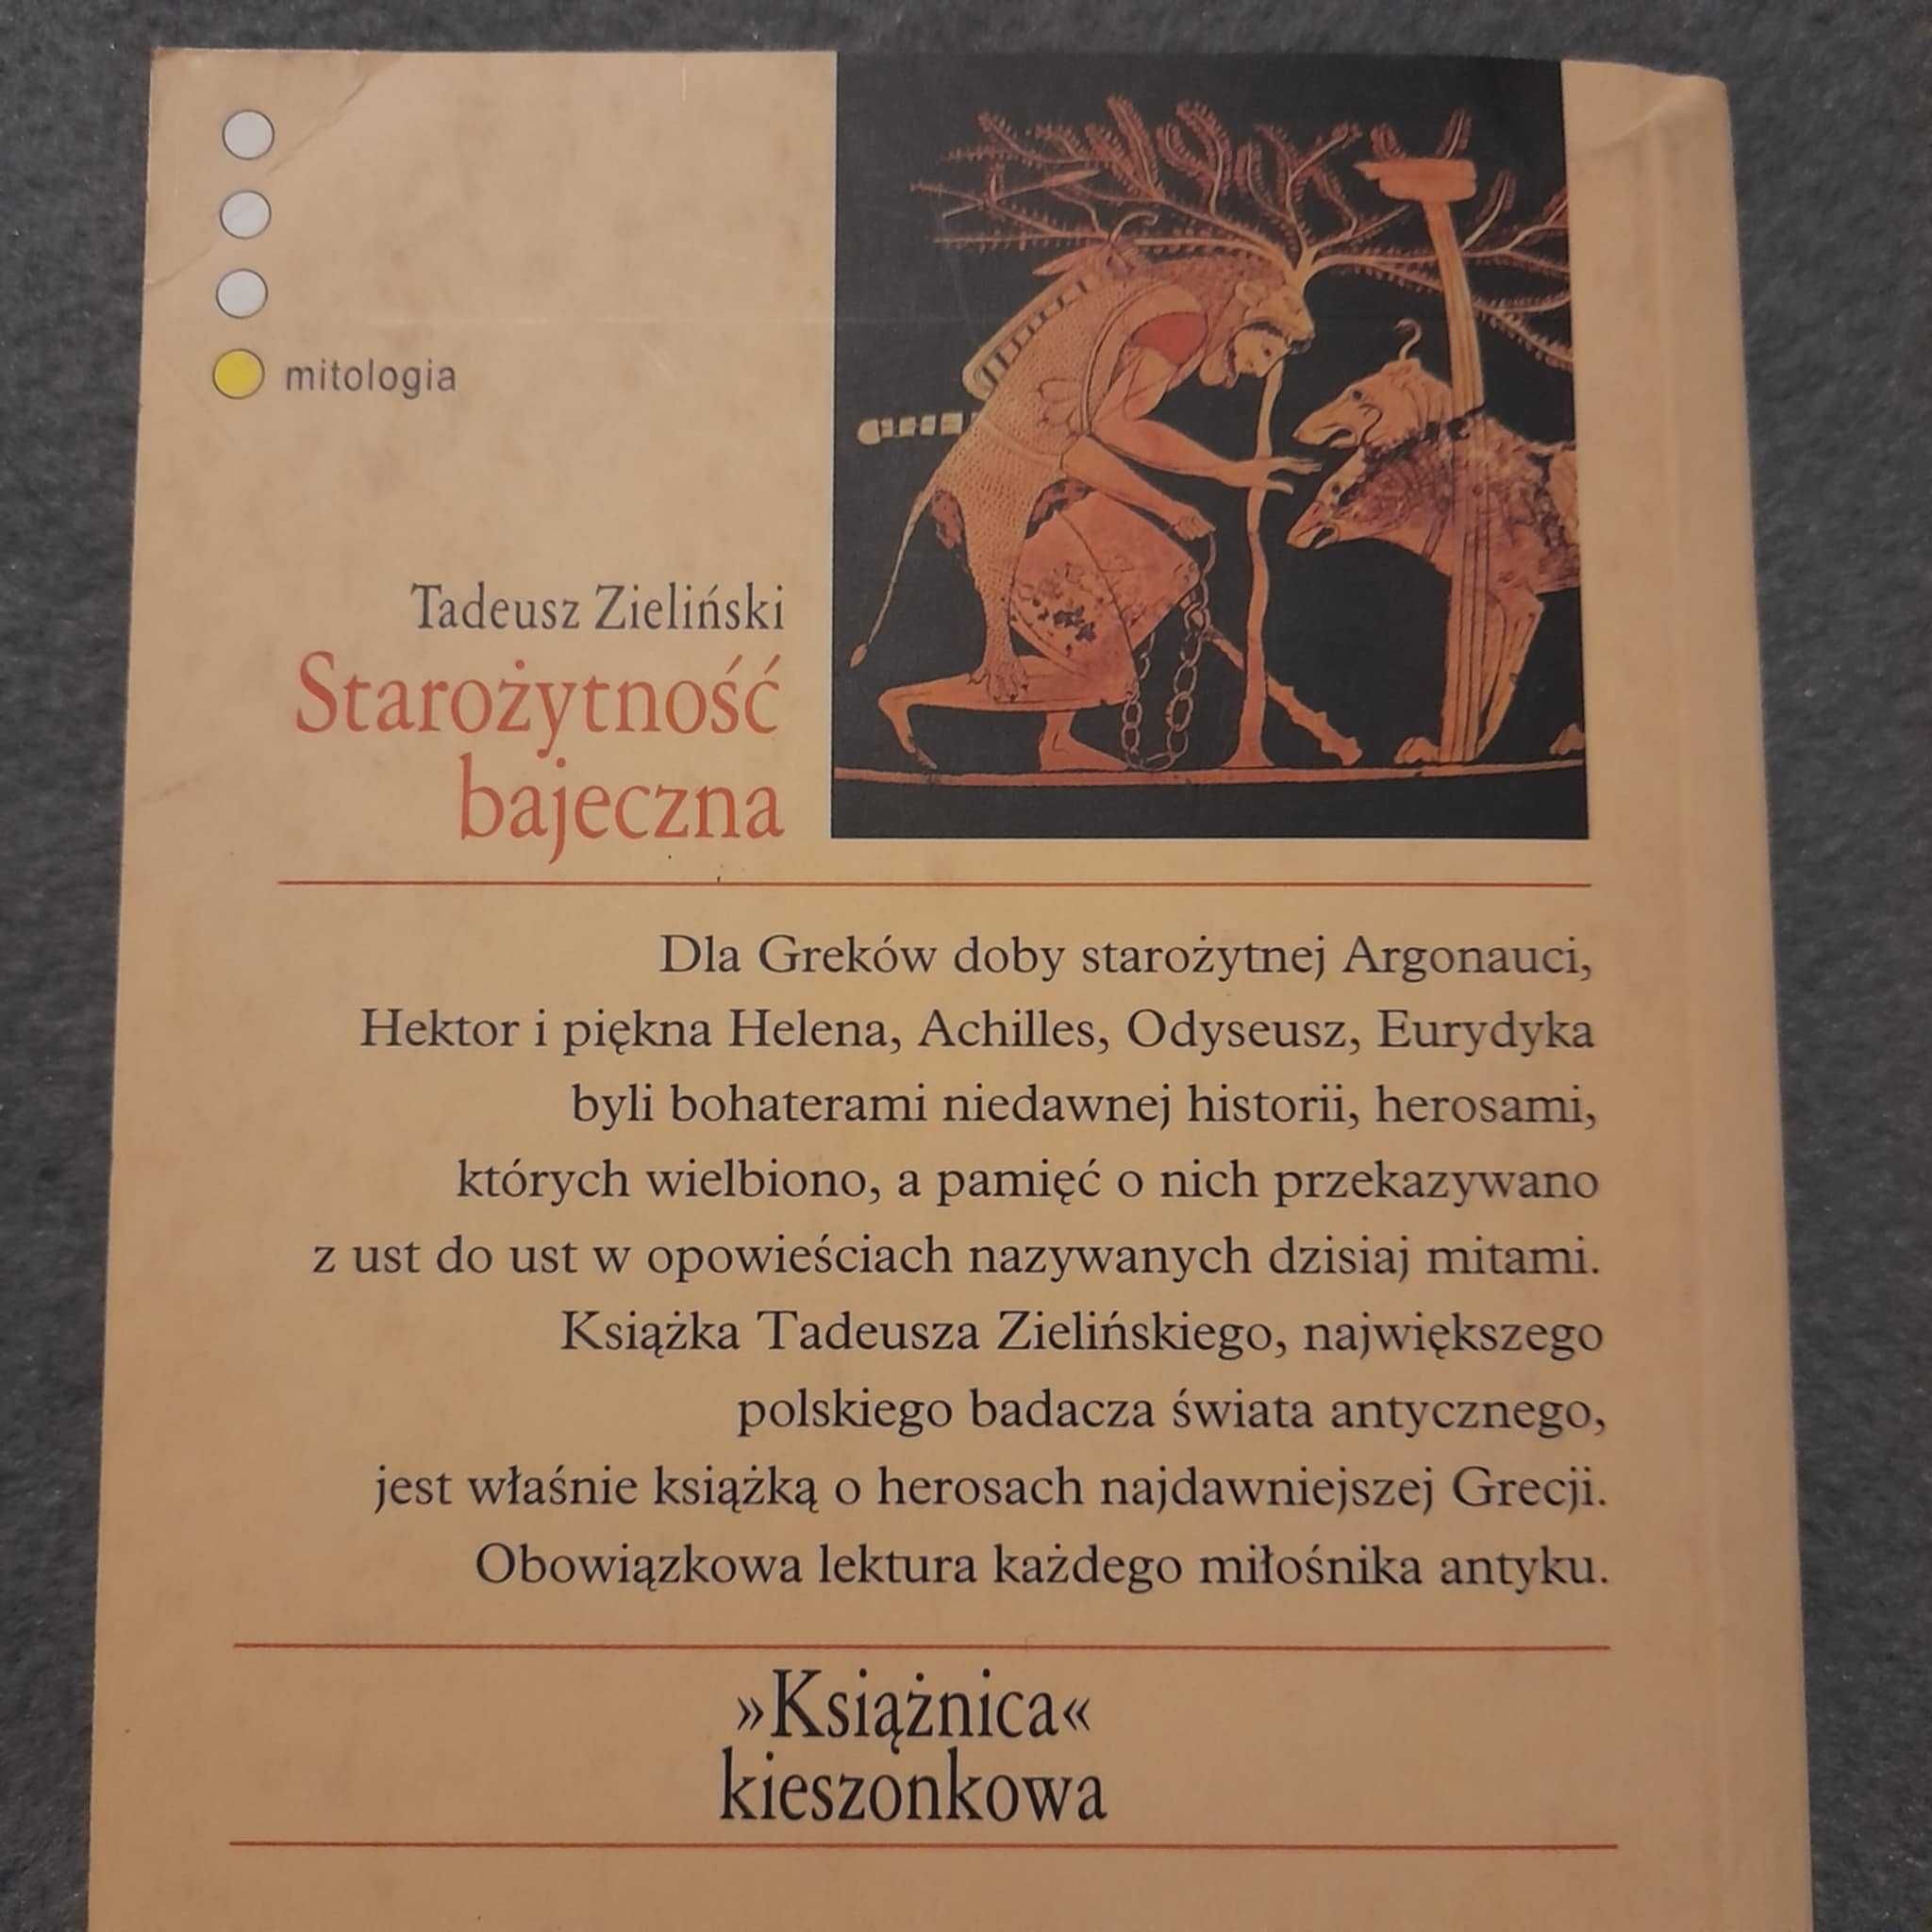 mitologia
Tadeusz Zieliński
Starożytność
bajeczna
Dla Greków doby starożytnej Argonauci,
Hektor i piękna Helena, Achilles, Odyseusz, Eurydyka
byli bohaterami niedawnej historii, herosami,
których wielbiono, a pamięć o nich przekazywano
z ust do ust w opowieściach nazywanych dzisiaj mitami.
Książka Tadeusza Zielińskiego, największego
polskiego badacza świata antycznego,
jest właśnie książką o herosach najdawniejszej Grecji.
Obowiązkowa lektura każdego miłośnika antyku.
»Książnica«
kieszonkowa